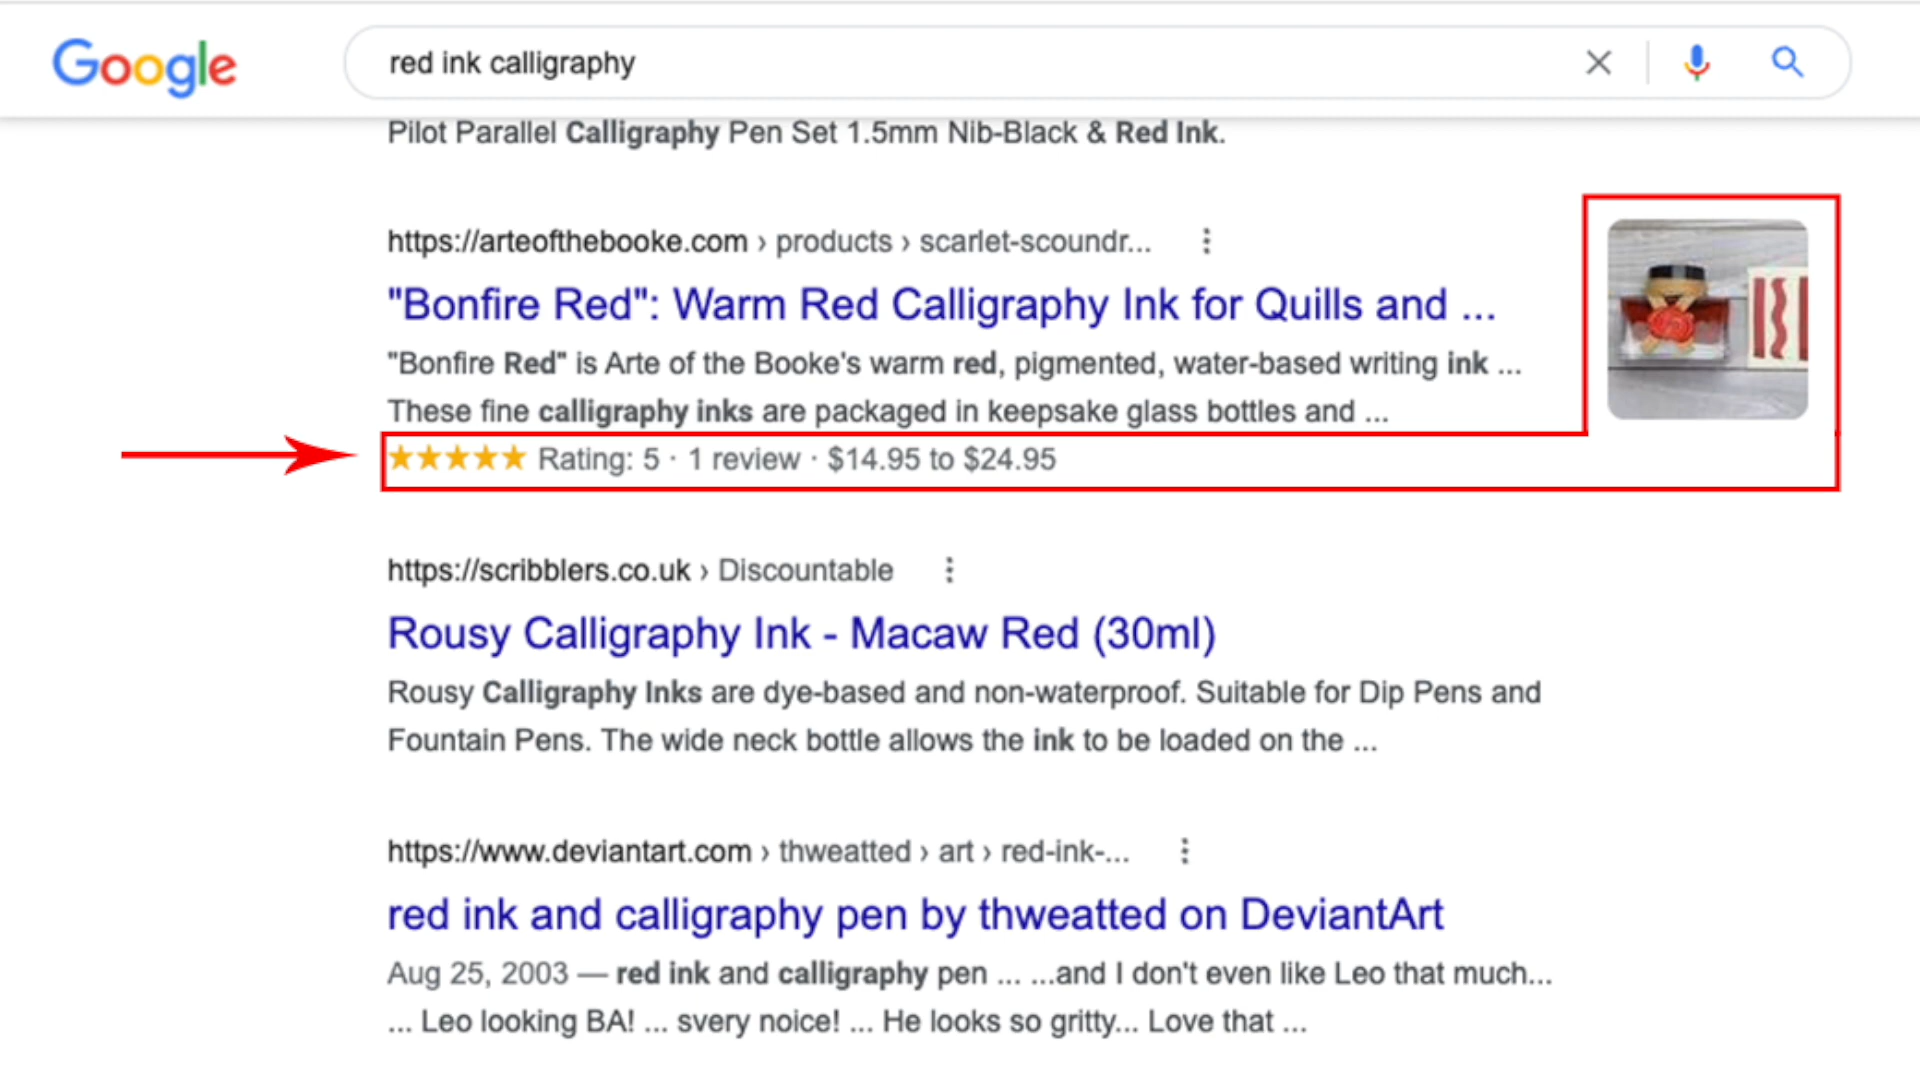 Google
red ink calligraphy
Pilot Parallel Calligraphy Pen Set 1.5mm Nib-Black & Red Ink.
https://arteofthebooke.com › products › scarlet-scoundr...
"Bonfire Red": Warm Red Calligraphy Ink for Quills and ...
"Bonfire Red" is Arte of the Booke's warm red, pigmented, water-based writing ink ...
These fine calligraphy inks are packaged in keepsake glass bottles and ...
★★★★★ Rating: 5 · 1 review · $14.95 to $24.95
https://scribblers.co.uk › Discountable
Rousy Calligraphy Ink - Macaw Red (30ml)
Rousy Calligraphy Inks are dye-based and non-waterproof. Suitable for Dip Pens and
Fountain Pens. The wide neck bottle allows the ink to be loaded on the ...
https://www.deviantart.com › thweatted › art › red-ink-...
red ink and calligraphy pen by thweatted on DeviantArt
Aug 25, 2003 — red ink and calligraphy pen ... ...and I don't even like Leo that much...
... Leo looking BA! ... svery noice! ... He looks so gritty... Love that ...